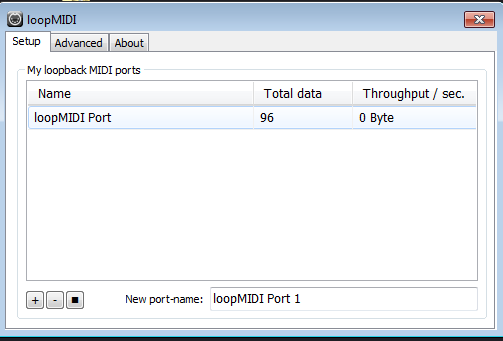 loopMIDI
Setup Advanced About
My loopback MIDI ports
Name Total data Throughput / sec.
loopMIDI Port 96 0 Byte
+ - New port-name: loopMIDI Port 1